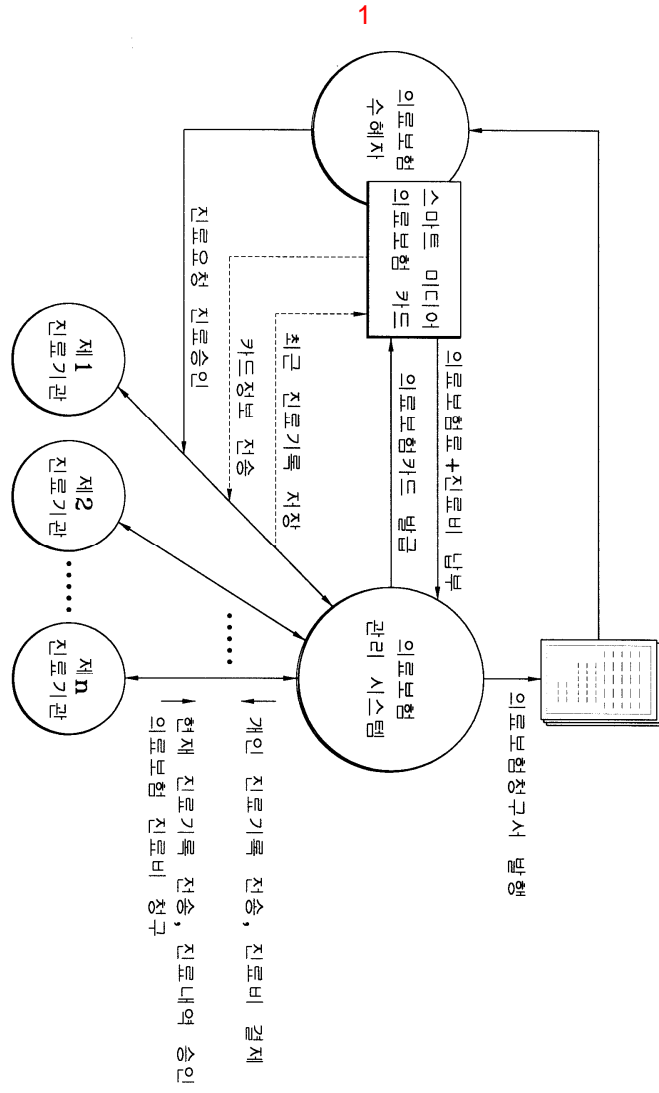 1
의료보험
수혜자
스마트 미디어
의료보험 카드
진료요청 진료승인
카드정보 전송
최근 진료기록 저장
의료보험카드 발급
의료보험료+진료비 납부
제1
진료기관
제2
진료기관
제n
진료기관
의료보험
관리 시스템
의료보험청구서 발행
개인 진료기록 전송, 진료비 결제
현재 진료기록 전송, 진료내역 승인
의료보험 진료비 청구